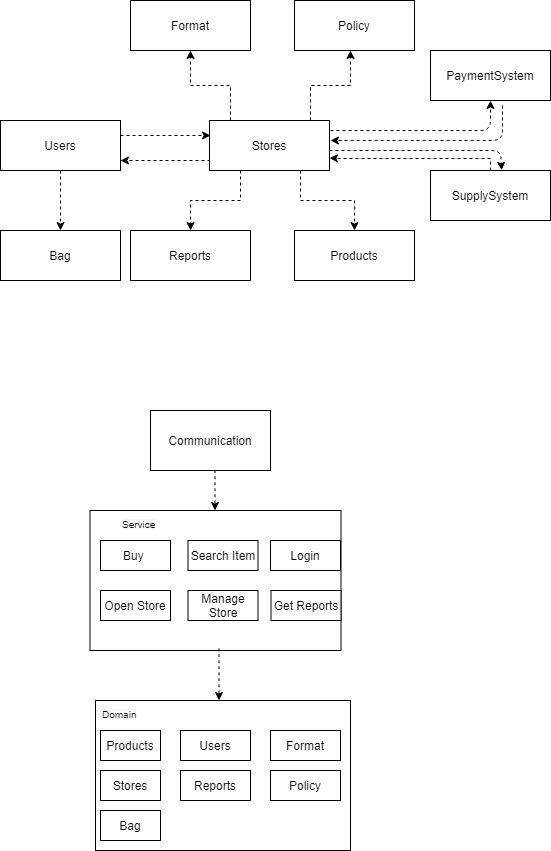 Format
Policy
PaymentSystem
Users
Stores
SupplySystem
Bag
Reports
Products
Communication
Service
Buy
Search Item
Login
Open Store
Manage
Store
Get Reports
Domain
Products
Users
Format
Stores
Reports
Policy
Bag